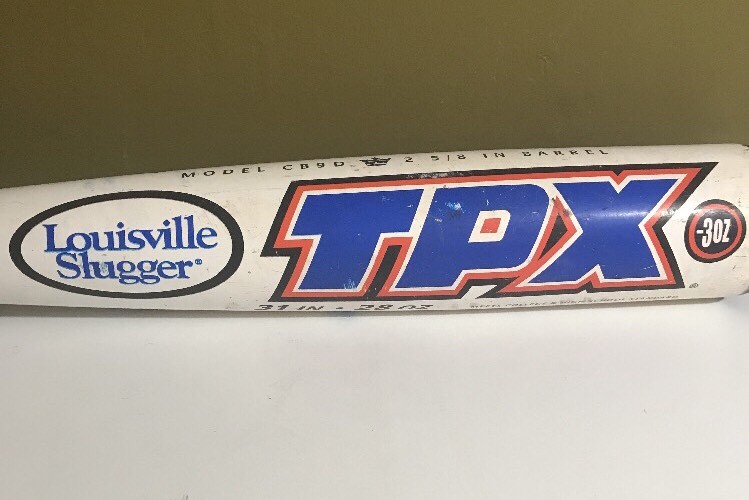 MODEL CB9D 2 5/8 IN BARREL
Louisville
Slugger®
TPX®
-3OZ
31 IN • 28 OZ